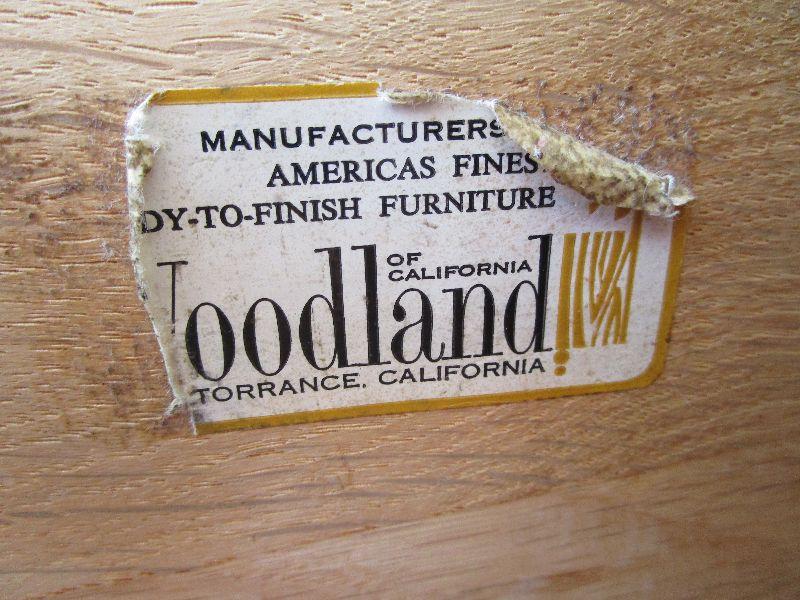 MANUFACTURERS
AMERICAS FINES
DY-TO-FINISH FURNITURE
OF
CALIFORNIA
oodland
TORRANCE, CALIFORNIA